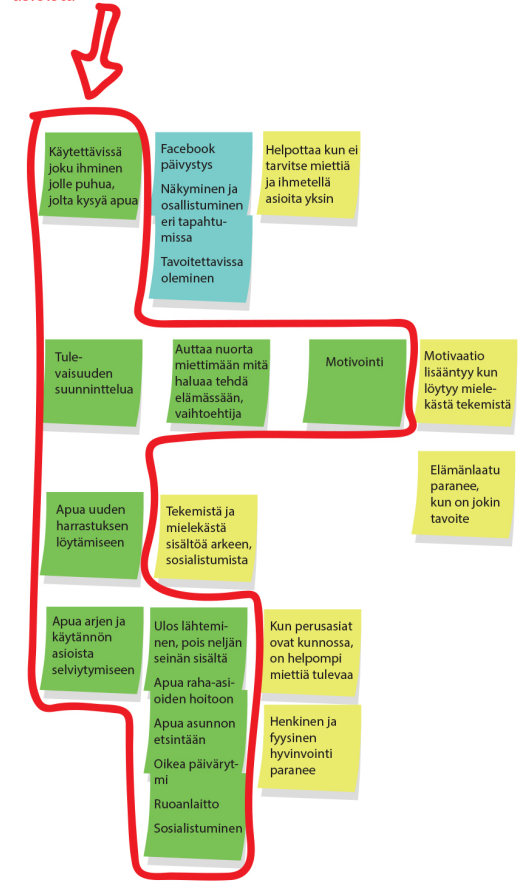 Käytettävissä
joku ihminen
jolle puhua,
jolta kysyä apua
Facebook
päivystys
Näkyminen ja
osallistuminen
eri tapahtu-
missa
Tavoitettavissa
oleminen
Helpottaa kun ei
tarvitse miettiä
ja ihmetellä
asioita yksin
Tule-
vaisuuden
suunninttelua
Auttaa nuorta
miettimään mitä
haluaa tehdä
elämässään,
vaihtoehtija
Motivointi
Motivaatio
lisääntyy kun
löytyy miele-
kästä tekemistä
Elämänlaatu
paranee,
kun on jokin
tavoite
Apua uuden
harrastuksen
löytämiseen
Tekemistä ja
mielekästä
sisältöä arkeen,
sosialistumista
Apua arjen ja
käytännön
asioista
selviytymiseen
Ulos lähtemi-
nen, pois neljän
seinän sisältä
Apua raha-asi-
oiden hoitoon
Apua asunnon
etsintään
Oikea päiväryt-
mi
Ruoanlaitto
Sosialistuminen
Kun perusasiat
ovat kunnossa,
on helpompi
miettiä tulevaa
Henkinen ja
fyysinen
hyvinvointi
paranee